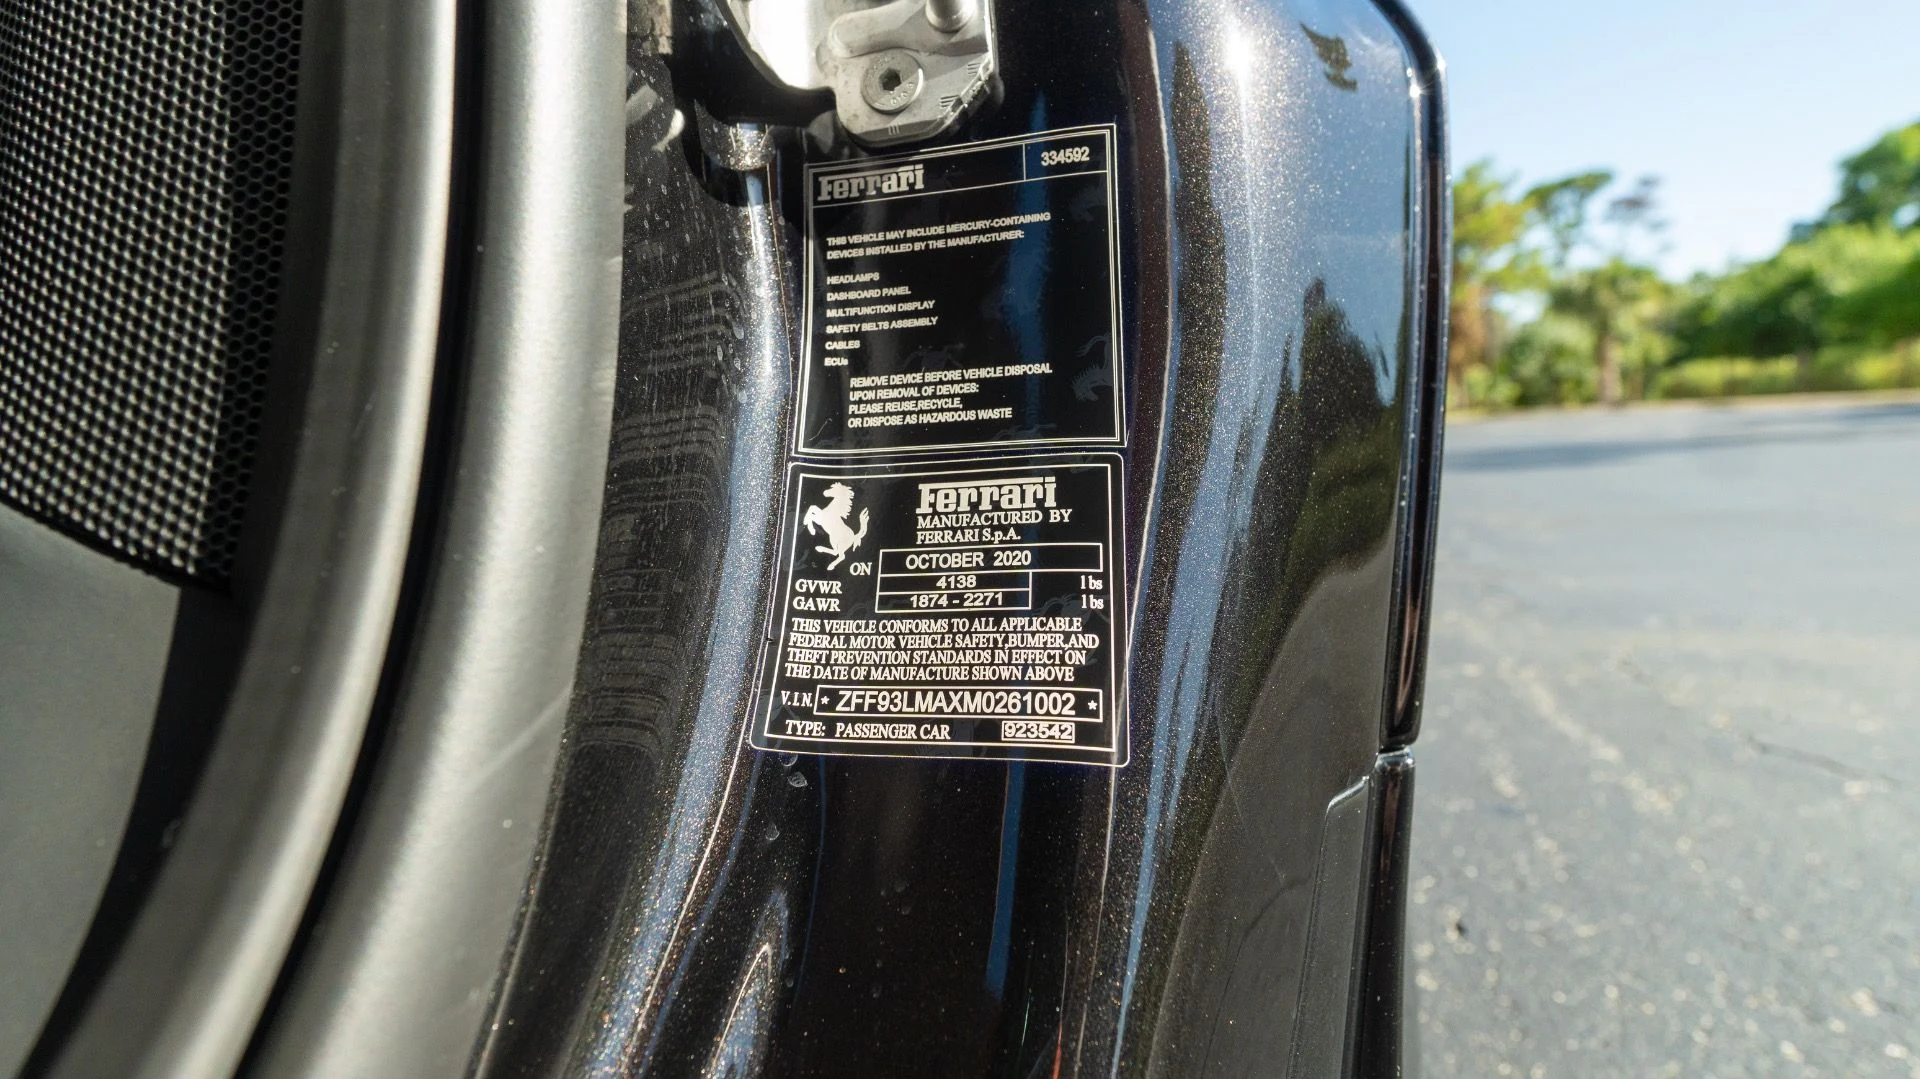 Ferrari 334592
THIS VEHICLE MAY INCLUDE MERCURY-CONTAINING
DEVICES INSTALLED BY THE MANUFACTURER:
HEADLAMPS
DASHBOARD PANEL
MULTIFUNCTION DISPLAY
SAFETY BELTS ASSEMBLY
CABLES
ECUs
REMOVE DEVICE BEFORE VEHICLE DISPOSAL
UPON REMOVAL OF DEVICES:
PLEASE REUSE,RECYCLE,
OR DISPOSE AS HAZARDOUS WASTE
Ferrari
MANUFACTURED BY
FERRARI S.p.A.
ON OCTOBER 2020
GVWR 4138 lbs
GAWR 1874 - 2271 lbs
THIS VEHICLE CONFORMS TO ALL APPLICABLE
FEDERAL MOTOR VEHICLE SAFETY,BUMPER,AND
THEFT PREVENTION STANDARDS IN EFFECT ON
THE DATE OF MANUFACTURE SHOWN ABOVE
V.I.N. * ZFF93LMAXM0261002 *
TYPE: PASSENGER CAR 923542